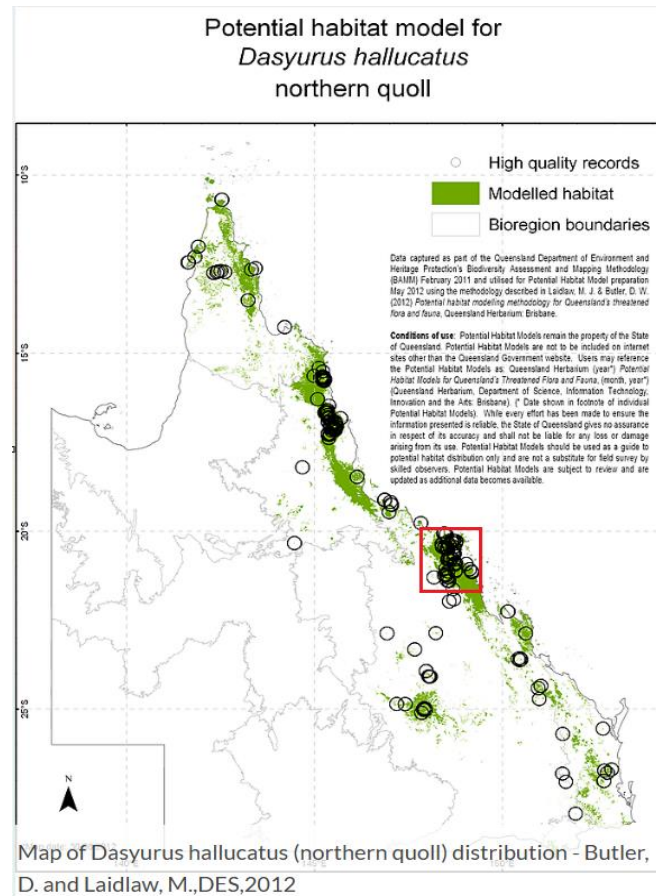 Potential habitat model for
Dasyurus hallucatus
northern quoll
High quality records
Modelled habitat
Bioregion boundaries
Data captured as part of the Queensland Department of Environment and
Heritage Protection's Biodiversity Assessment and Mapping Methodology
(BAMM) February 2011 and utilised for Potential Habitat Model preparation
May 2012 using the methodology described in Laidlaw, M. J. & Butler, D. W.
(2012) Potential habitat modelling methodology for Queensland's threatened
flora and fauna, Queensland Herbarium: Brisbane.
Conditions of use: Potential Habitat Models remain the property of the State
of Queensland. Potential Habitat Models are not to be included on internet
sites other than the Queensland Government website. Users may reference
the Potential Habitat Models as: Queensland Herbarium (year*) Potential
Habitat Models for Queensland's Threatened Flora and Fauna, (month, year*)
(Queensland Herbarium, Department of Science, Information Technology,
Innovation and the Arts: Brisbane). (* Date shown in footnote of individual
Potential Habitat Models). While every effort has been made to ensure the
information presented is reliable, the State of Queensland gives no assurance
in respect of its accuracy and shall not be liable for any loss or damage
arising from its use. Potential Habitat Models should be used as a guide to
potential habitat distribution only and are not a substitute for field survey by
skilled observers. Potential Habitat Models are subject to review and are
updated as additional data becomes available.
10°S
15°S
20°S
25°S
N
Map of Dasyurus hallucatus (northern quoll) distribution - Butler,
D. and Laidlaw, M.,DES,2012